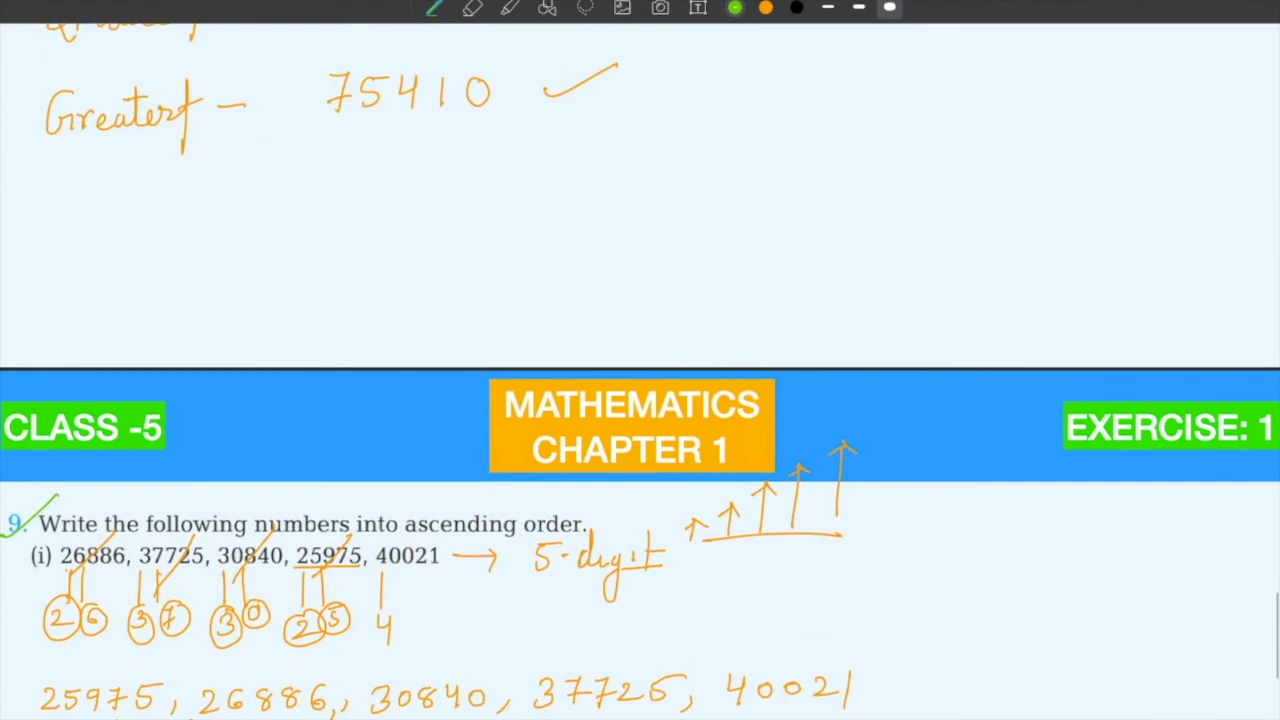 Greatest - 75410
CLASS -5
MATHEMATICS
CHAPTER 1
EXERCISE: 1
9. Write the following numbers into ascending order.
(i) 26886, 37725, 30840, 25975, 40021 → 5-digit
2 6 3 7 3 0 2 5 4
25975, 26886, 30840, 37725, 40021